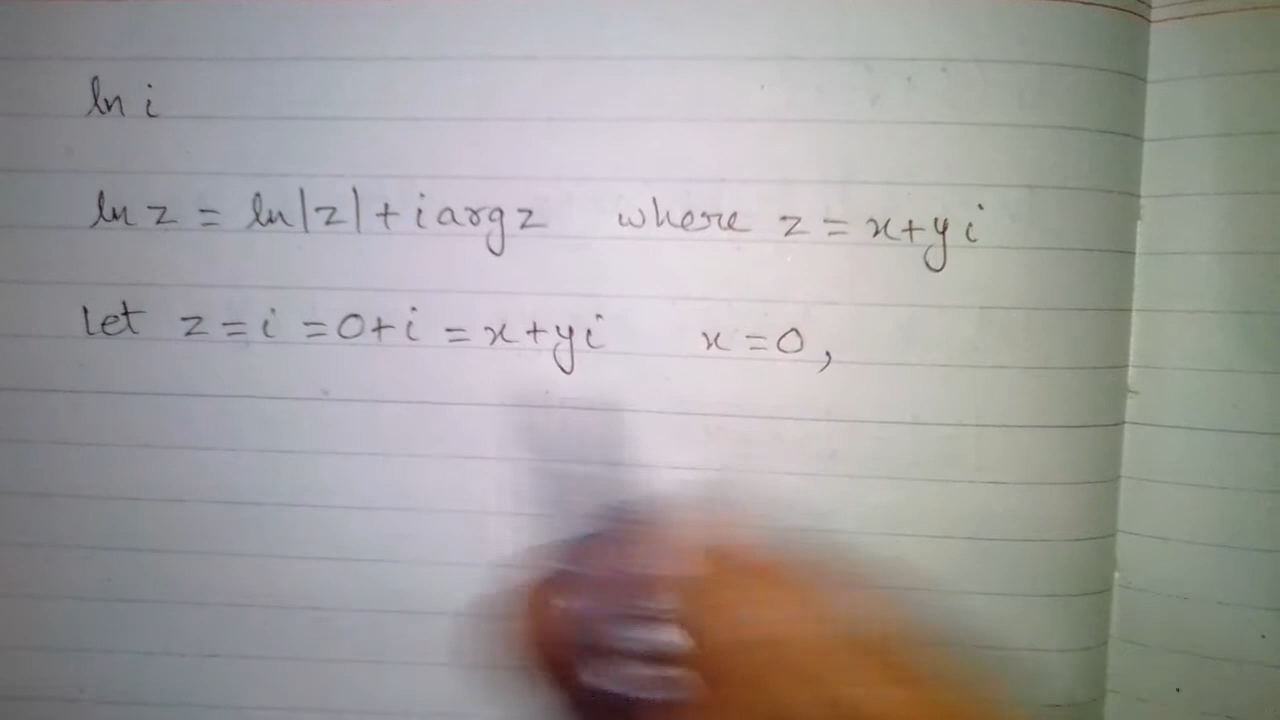 ln i
ln z = ln|z| + i arg z where z = x+yi
Let z = i = 0+i = x+yi x=0,